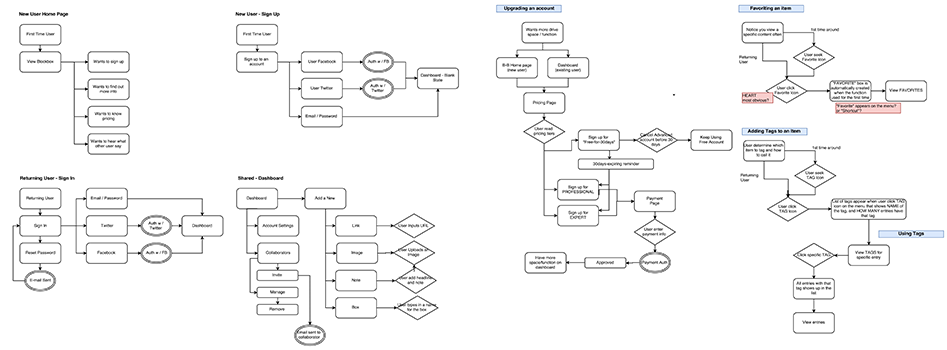 New User Home Page
First Time User
View Blockbox
Wants to sign up
Wants to find out
more info
Wants to know
pricing
Wants to hear what
other user say
New User - Sign Up
First Time User
Sign up to an
account
User Facebook
Auth w / FB
User Twitter
Auth w /
Twitter
Email / Password
Dashboard - Blank
State
Returning User - Sign In
Returning User
Sign In
Reset Password
E-mail Sent
Email / Password
Twitter
Auth w /
Twitter
Facebook
Auth w / FB
Dashboard
Shared - Dashboard
Dashboard
Add a New
Account Settings
Collaborators
Invite
Manage
Remove
Email sent to
collaborator
Link
User inputs URL
Image
User Uploads an
image
Note
User add headline
and note
Box
User types in a name
for the box
Upgrading an account
Wants more drive
space / function
Home page
(new user)
Dashboard
(existing user)
Pricing Page
User read
pricing tiers
Sign up for
"Free-for-30days"
Cancel Advanced
account before 30
days
Keep Using
Free Account
30days-expiring reminder
Sign up for
PROFESSIONAL
Sign up for
EXPERT
Payment
Page
User enter
payment info
Payment Auth
Approved
Have more
space/function on
dashboard
Favoriting an item
Notice you view a
specific content often
1st time around
Returning
User
User seek
Favorite Icon
User click
Favorite Icon
HEART
most obvious?
"FAVORITE" box is
automatically created
when the function
used for the first time
View FAVORITES
"Favorite" appears on the menu?
or "Shortcut"?
Adding Tags to an item
User determine which
item to tag and how
to call it
1st time around
Returning
User
User seek
TAG Icon
User click
TAG Icon
List of tags appear when user click TAG
icon on the menu that shows NAME of
the tag, and HOW MANY entries have
that tag
Using Tags
View TAGS for
specific entry
Click specific TAG
All entries with that
tag shows up in
the list
View entries